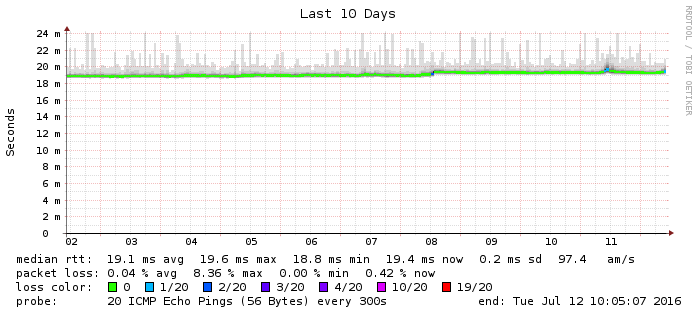 Last 10 Days
RRDTOOL / TOBI OETIKER
Seconds
24 m
22 m
20 m
18 m
16 m
14 m
12 m
10 m
8 m
6 m
4 m
2 m
0
02 03 04 05 06 07 08 09 10 11
median rtt: 19.1 ms avg 19.6 ms max 18.8 ms min 19.4 ms now 0.2 ms sd 97.4 am/s
packet loss: 0.04 % avg 8.36 % max 0.00 % min 0.42 % now
loss color: 0 1/20 2/20 3/20 4/20 10/20 19/20
probe: 20 ICMP Echo Pings (56 Bytes) every 300s end: Tue Jul 12 10:05:07 2016